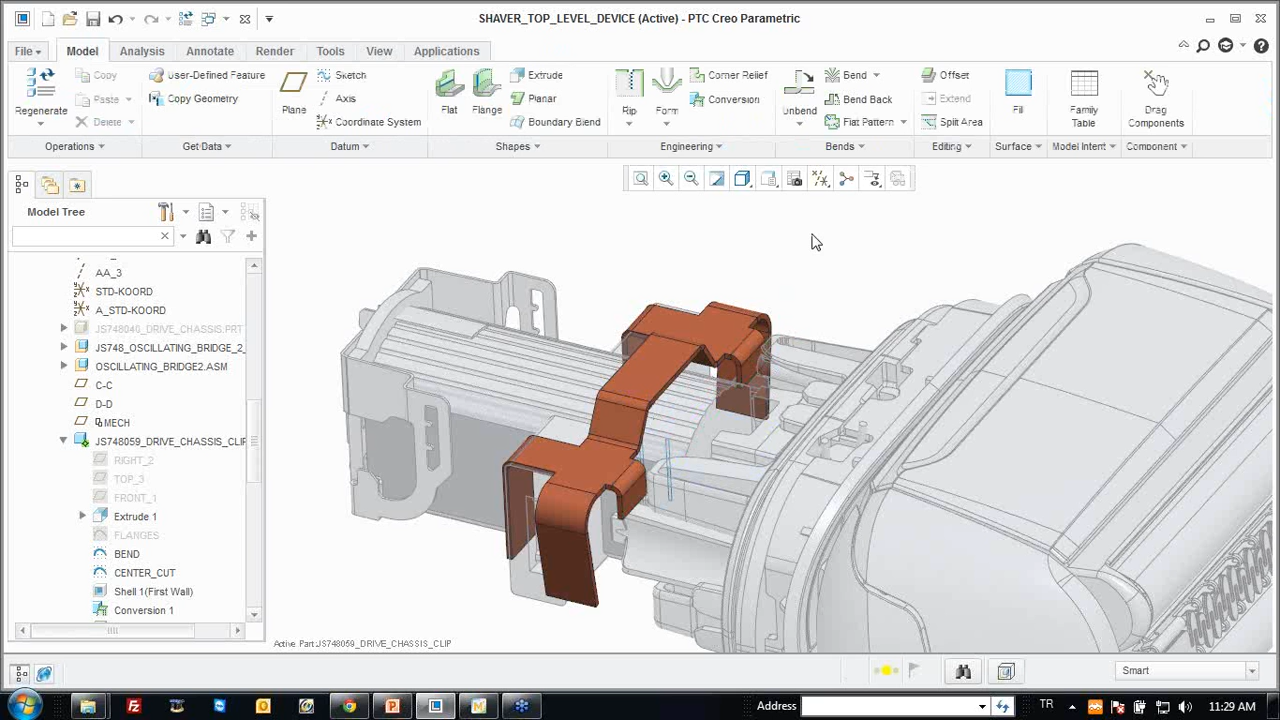 SHAVER_TOP_LEVEL_DEVICE (Active) - PTC Creo Parametric
File Model Analysis Annotate Render Tools View Applications
Regenerate
Copy
Paste
Delete
Operations
User-Defined Feature
Copy Geometry
Get Data
Plane
Sketch
Axis
Coordinate System
Datum
Flat
Flange
Extrude
Planar
Boundary Blend
Shapes
Rip
Form
Corner Relief
Conversion
Engineering
Unbend
Bend
Bend Back
Flat Pattern
Bends
Offset
Extend
Split Area
Editing
Fill
Surface
Family
Table
Model Intent
Drag
Components
Component
Model Tree
AA_3
STD-KOORD
A_STD-KOORD
JS748046_DRIVE_CHASSIS.PRT
JS748_OSCILLATING_BRIDGE_2_
OSCILLATING_BRIDGE2.ASM
C-C
D-D
MECH
JS748059_DRIVE_CHASSIS_CLIP
RIGHT_2
TOP_3
FRONT_1
Extrude 1
FLANGES
BEND
CENTER_CUT
Shell 1(First Wall)
Conversion 1
Active Part:JS748059_DRIVE_CHASSIS_CLIP
Smart
Address
TR
11:29 AM